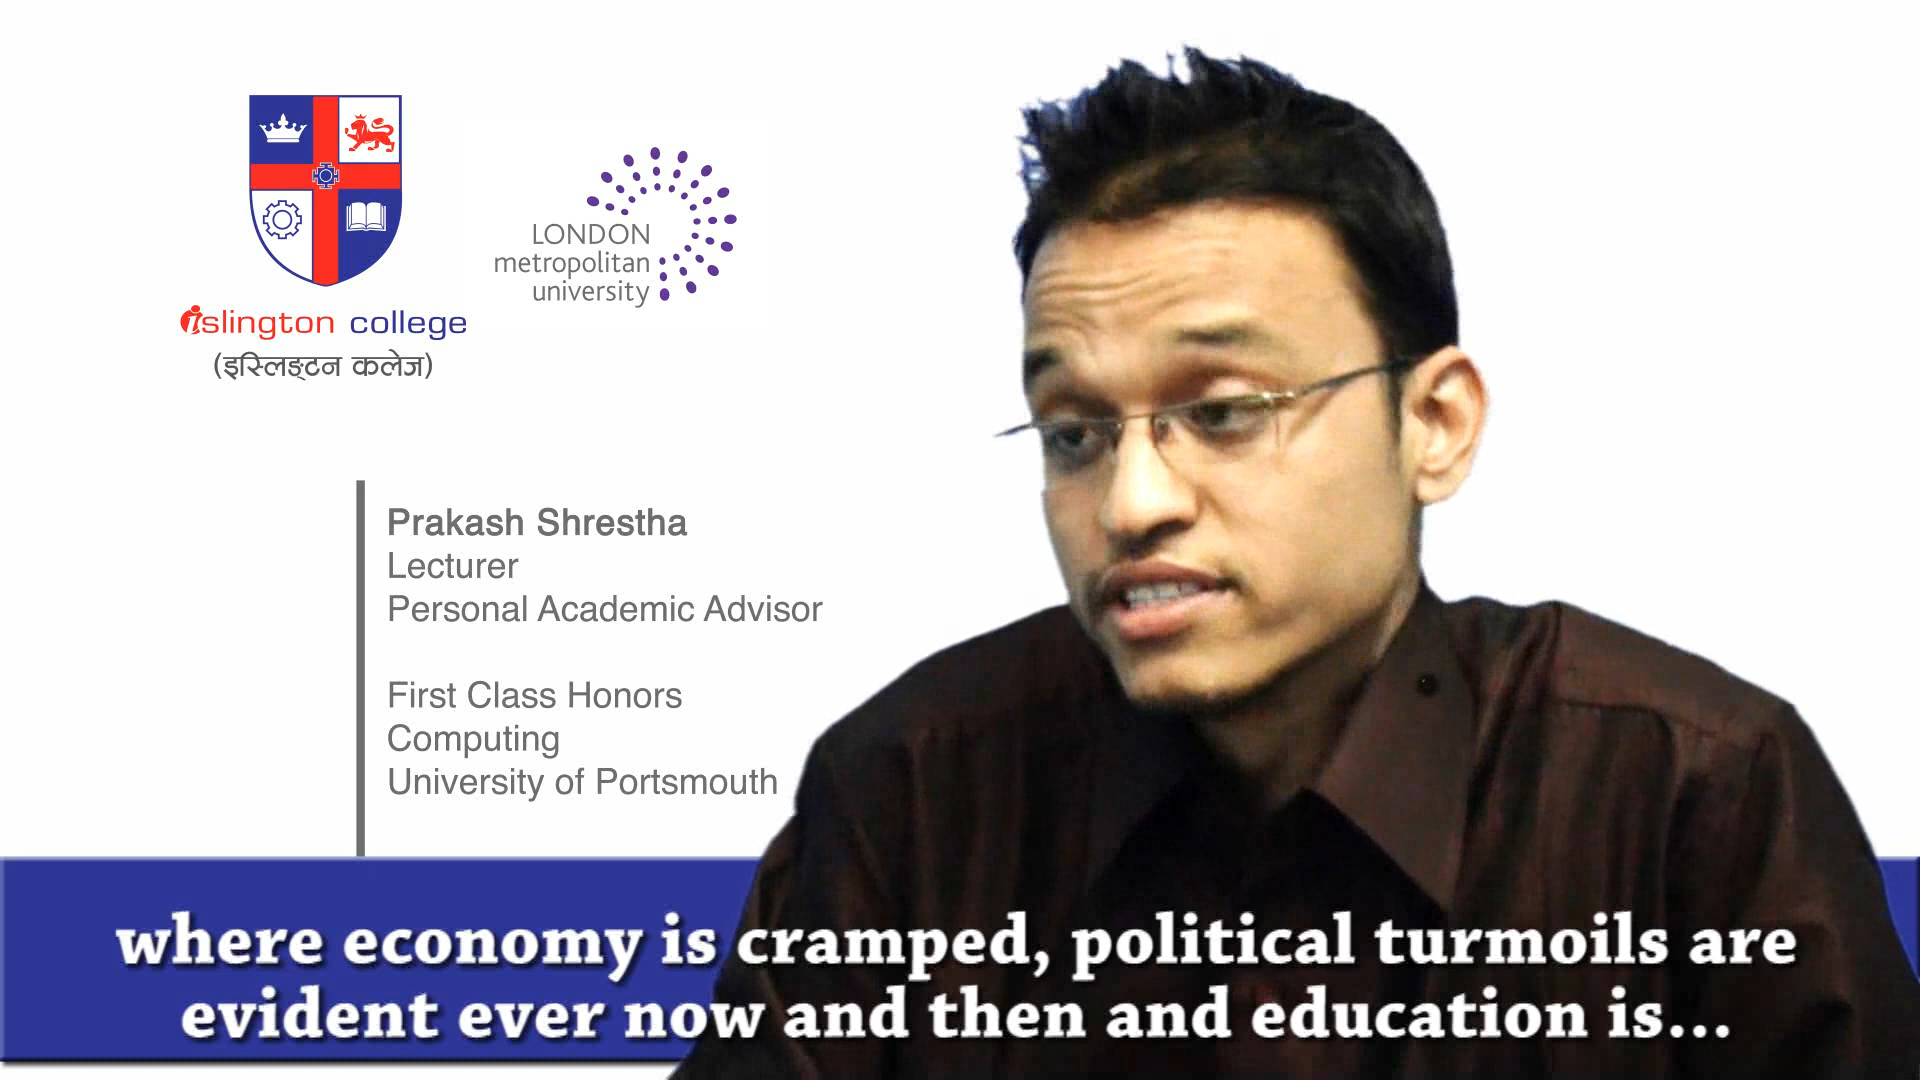 islington college
(इस्लिङ्टन कलेज)
LONDON
metropolitan
university
Prakash Shrestha
Lecturer
Personal Academic Advisor
First Class Honors
Computing
University of Portsmouth
where economy is cramped, political turmoils are
evident ever now and then and education is...